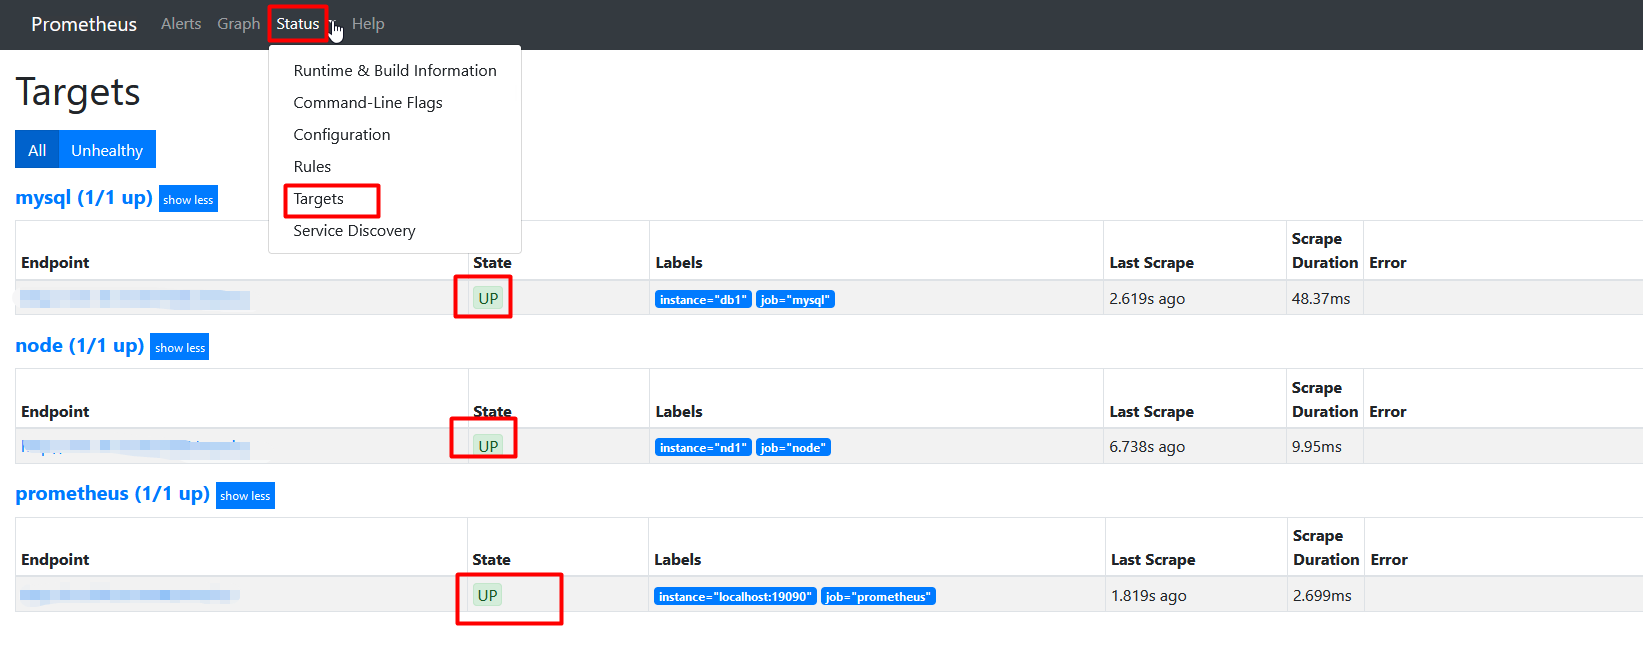 Prometheus Alerts Graph Status Help
Runtime & Build Information
Command-Line Flags
Configuration
Rules
Targets
Service Discovery
Targets
All Unhealthy
mysql (1/1 up) show less
Endpoint State Labels Last Scrape Scrape Duration Error
UP instance="db1" job="mysql" 2.619s ago 48.37ms
node (1/1 up) show less
Endpoint State Labels Last Scrape Scrape Duration Error
UP instance="nd1" job="node" 6.738s ago 9.95ms
prometheus (1/1 up) show less
Endpoint State Labels Last Scrape Scrape Duration Error
UP instance="localhost:19090" job="prometheus" 1.819s ago 2.699ms